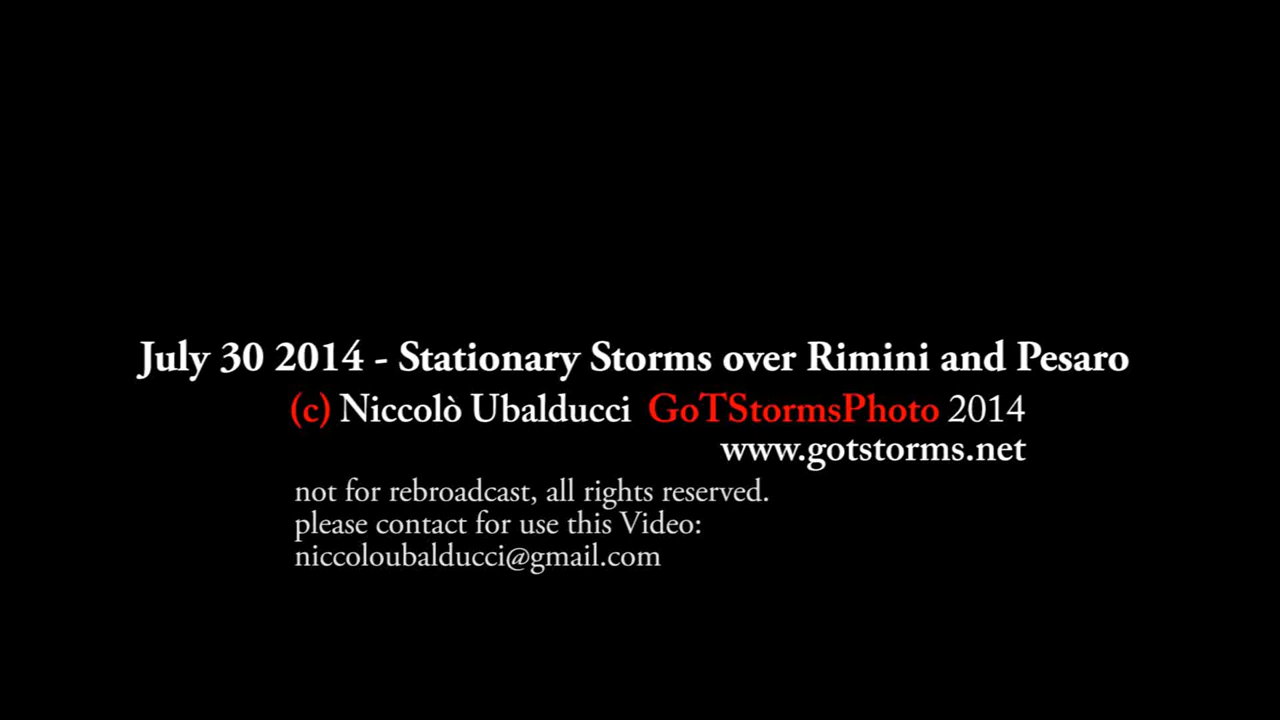 July 30 2014 - Stationary Storms over Rimini and Pesaro
(c) Niccolò Ubalducci GoTStormsPhoto 2014
www.gotstorms.net
not for rebroadcast, all rights reserved.
please contact for use this Video:
niccoloubalducci@gmail.com